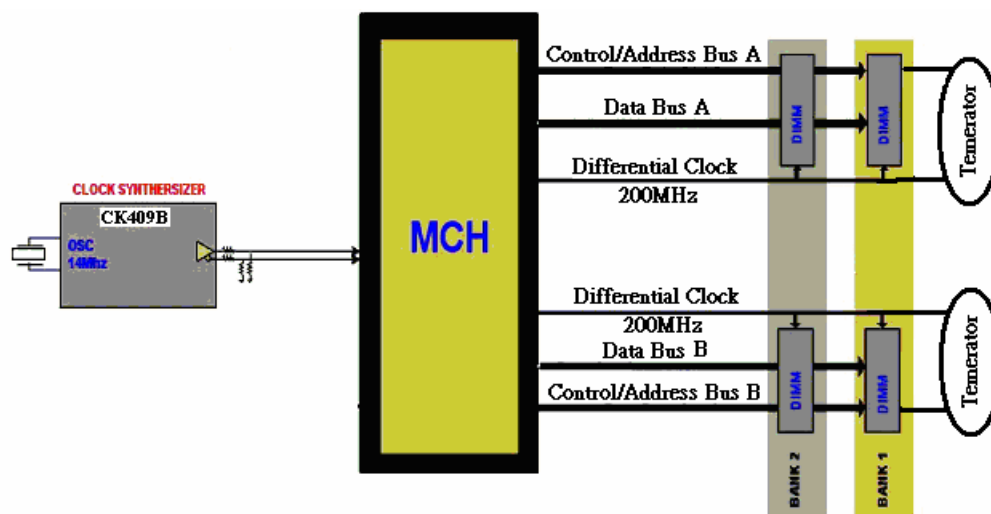 Control/Address Bus A
Data Bus A
Differential Clock
200MHz
DIMM
DIMM
Temerator
CLOCK SYNTHERSIZER
CK409B
OSC
14Mhz
MCH
Differential Clock
200MHz
Data Bus B
Control/Address Bus B
DIMM
DIMM
Temerator
BANK 2
BANK 1